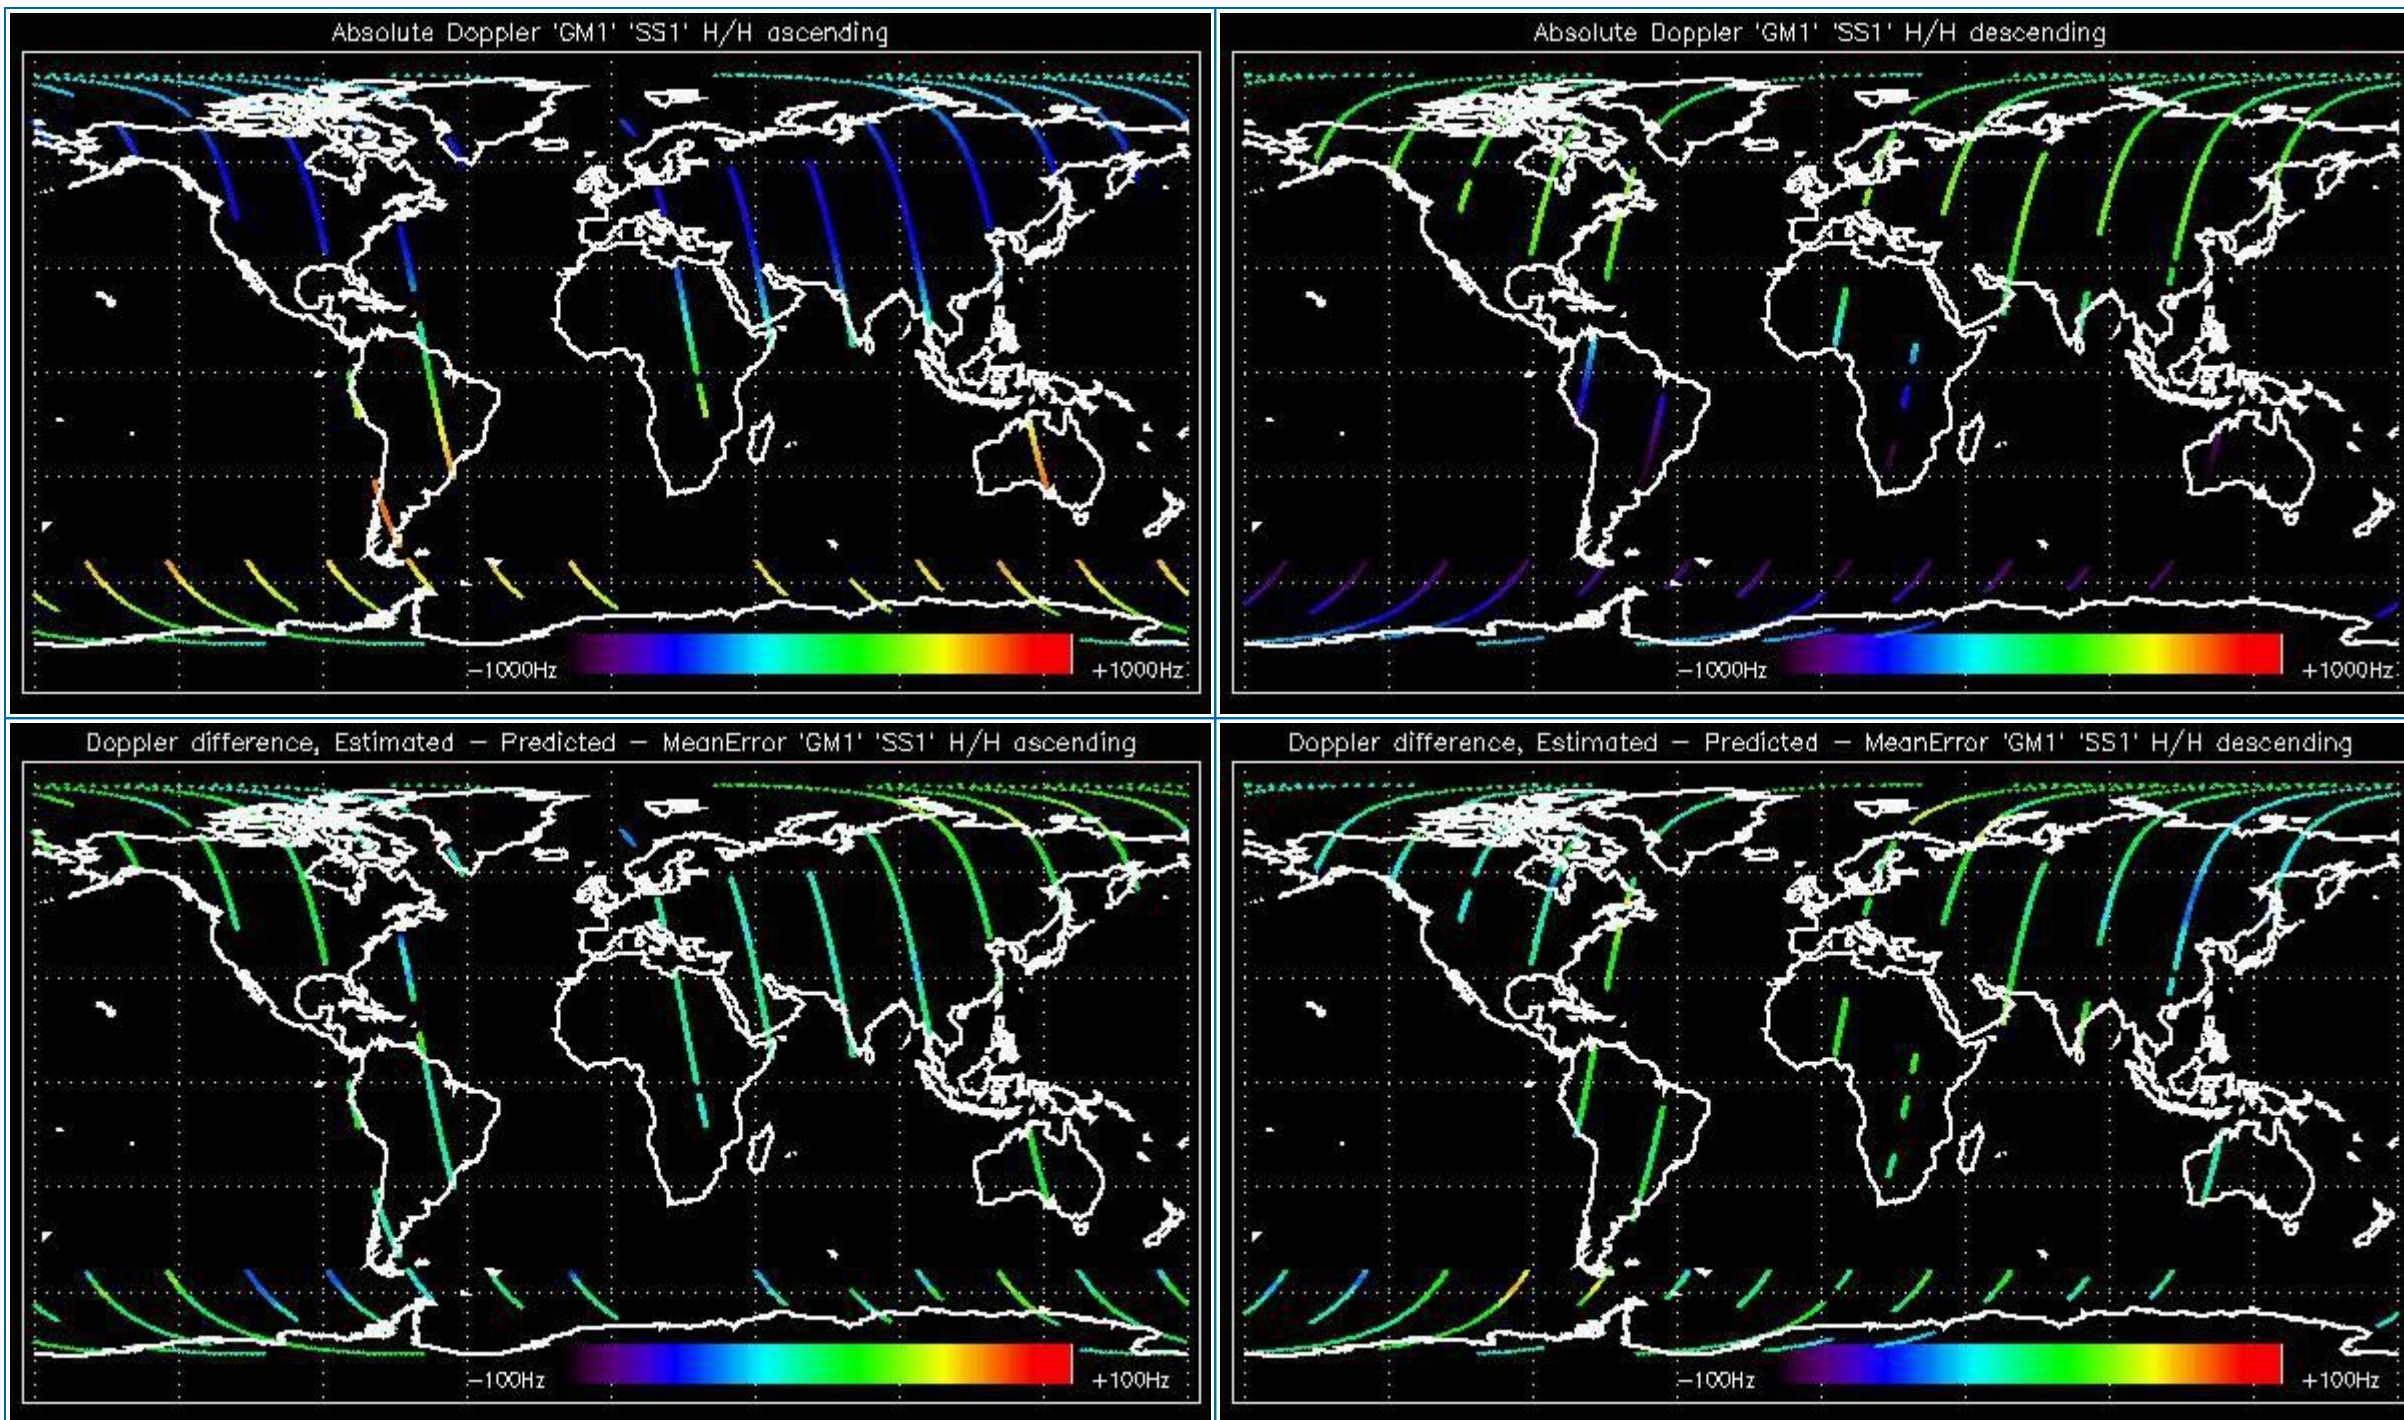 Absolute Doppler 'GM1' 'SS1' H/H ascending
-1000Hz
+1000Hz
Absolute Doppler 'GM1' 'SS1' H/H descending
-1000Hz
+1000Hz
Doppler difference, Estimated – Predicted – MeanError 'GM1' 'SS1' H/H ascending
-100Hz
+100Hz
Doppler difference, Estimated – Predicted – MeanError 'GM1' 'SS1' H/H descending
-100Hz
+100Hz